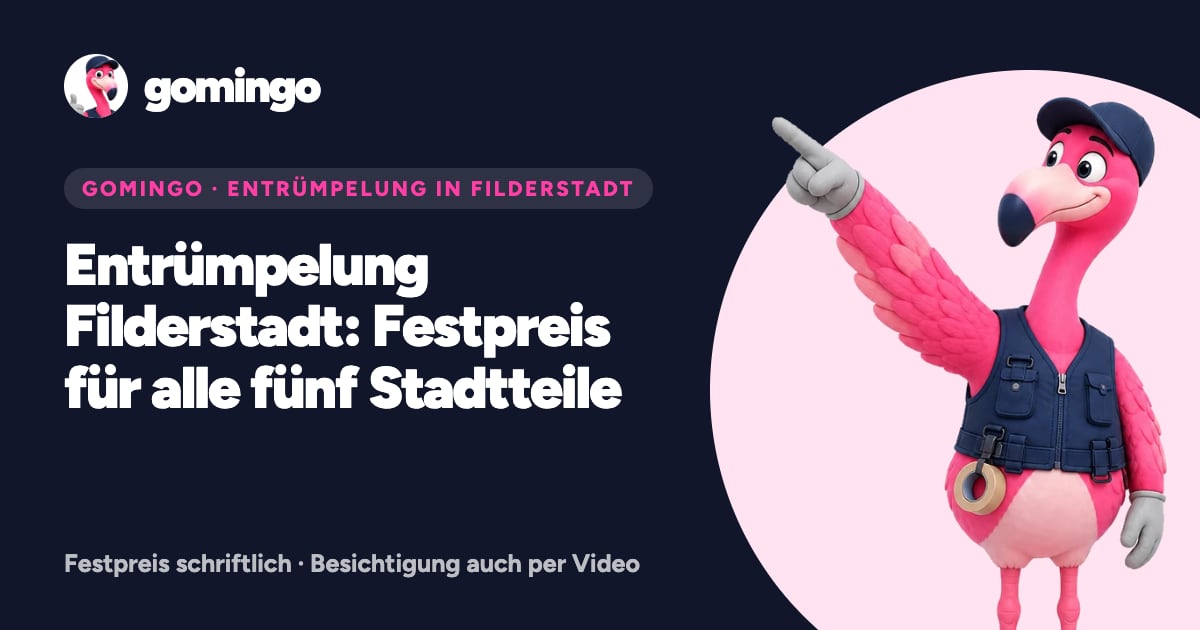 gomingo
GOMINGO · ENTRÜMPELUNG IN FILDERSTADT
Entrümpelung
Filderstadt: Festpreis
für alle fünf Stadtteile
Festpreis schriftlich · Besichtigung auch per Video